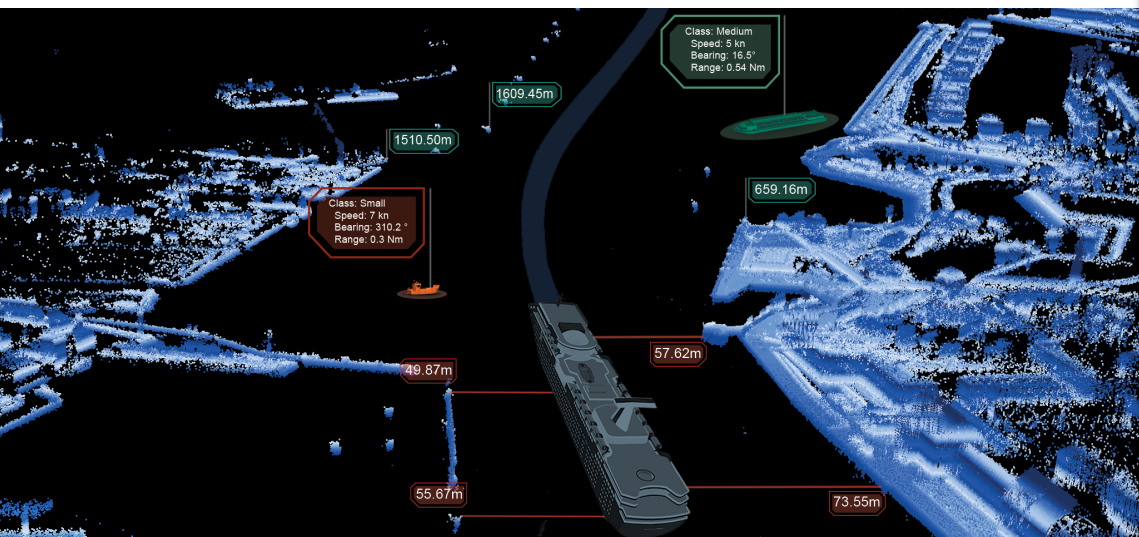 Class: Medium
Speed: 5 kn
Bearing: 16.5°
Range: 0.54 Nm
1609.45m
1510.50m
659.16m
Class: Small
Speed: 7 kn
Bearing: 310.2 °
Range: 0.3 Nm
57.62m
49.87m
55.67m
73.55m